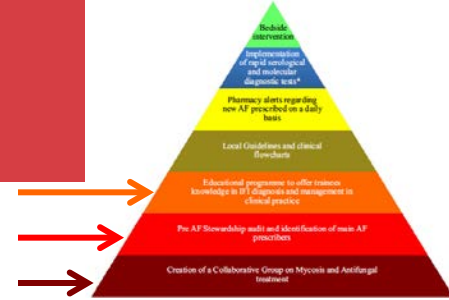 Bedside
intervention
Implementation
of rapid serological
and molecular
diagnostic tests*
Pharmacy alerts regarding
new AF prescribed on a daily
basis
Local Guidelines and clinical
flowcharts
Educational programme to offer trainees
knowledge in IFI diagnosis and management in
clinical practice
Pre AF Stewardship audit and identification of main AF
prescribers
Creation of a Collaborative Group on Mycosis and Antifungal
treatment